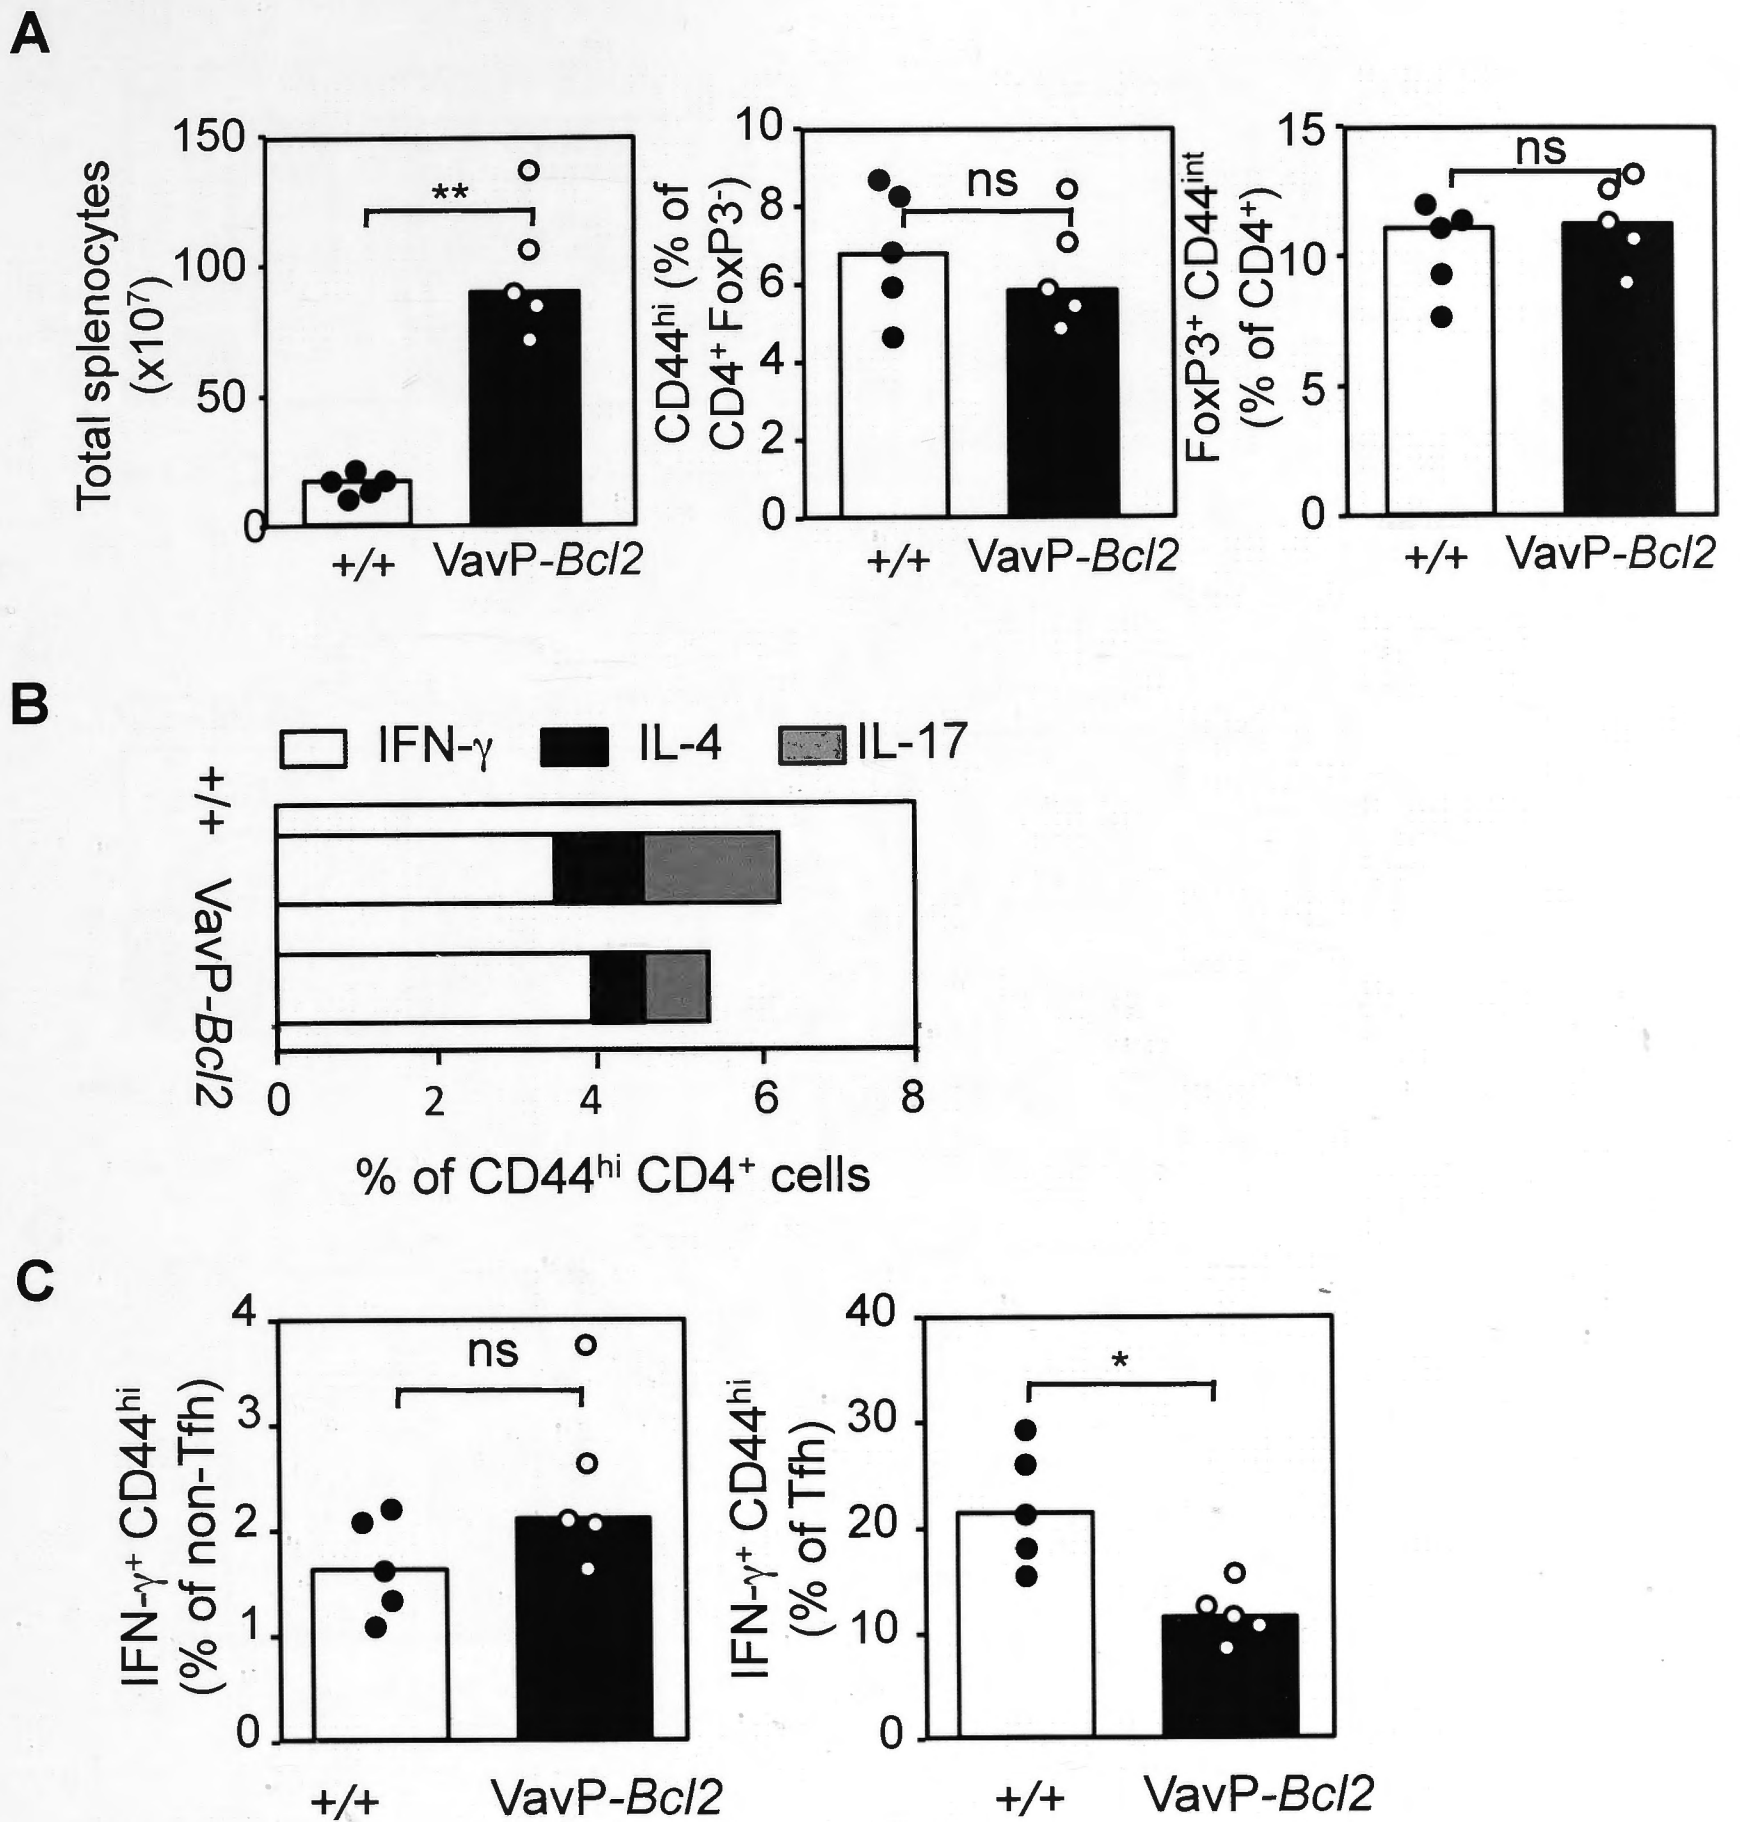 A
Total splenocytes
(x10⁷)
150
100
50
0
**
+/+
VavP-Bcl2
CD44ʰⁱ (% of
CD4⁺ FoxP3⁻)
10
8
6
4
2
0
ns
+/+
VavP-Bcl2
FoxP3⁺ CD44ⁱⁿᵗ
(% of CD4⁺)
15
10
5
0
ns
+/+
VavP-Bcl2
B
IFN-γ
IL-4
IL-17
+/+
VavP-Bcl2
0
2
4
6
8
% of CD44ʰⁱ CD4⁺ cells
C
IFN-γ⁺ CD44ʰⁱ
(% of non-Tfh)
4
3
2
1
0
ns
+/+
VavP-Bcl2
IFN-γ⁺ CD44ʰⁱ
(% of Tfh)
40
30
20
10
0
*
+/+
VavP-Bcl2